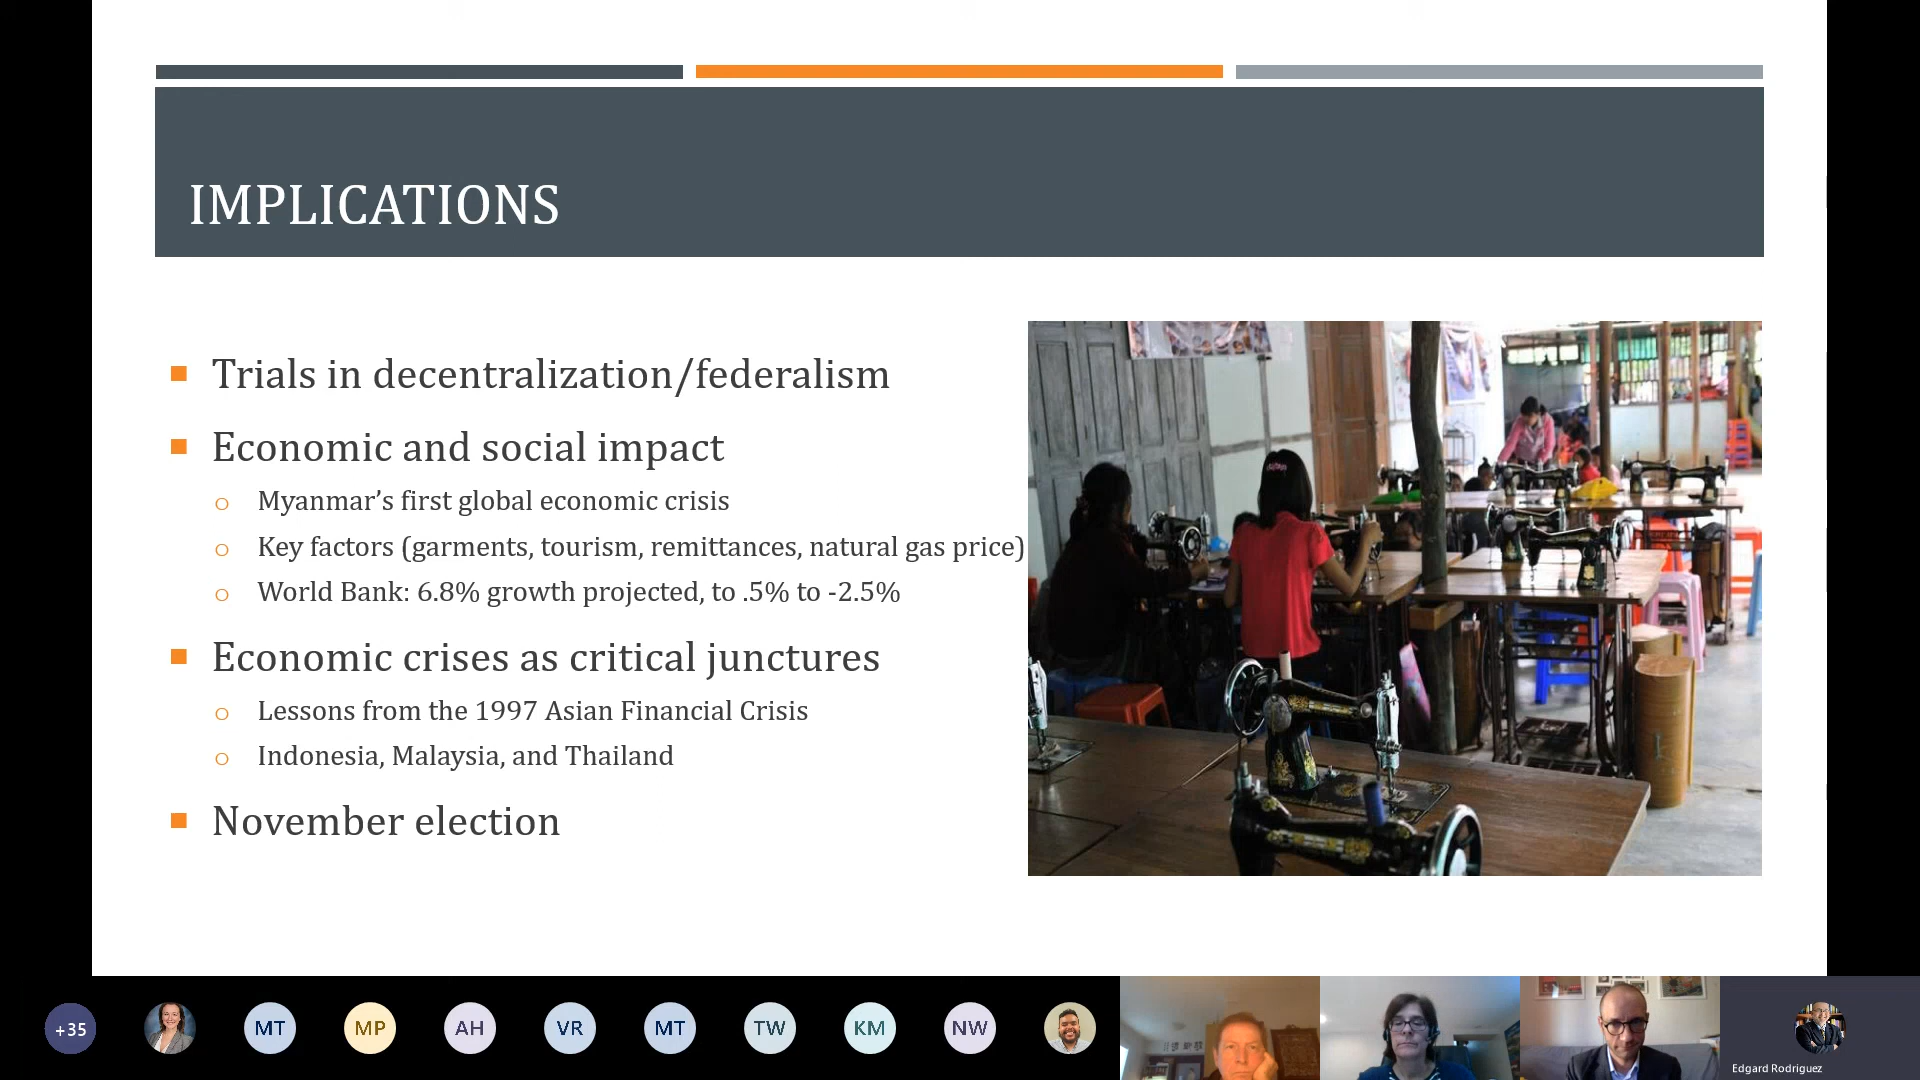 IMPLICATIONS
Trials in decentralization/federalism
Economic and social impact
Myanmar’s first global economic crisis
Key factors (garments, tourism, remittances, natural gas price)
World Bank: 6.8% growth projected, to .5% to -2.5%
Economic crises as critical junctures
Lessons from the 1997 Asian Financial Crisis
Indonesia, Malaysia, and Thailand
November election
+35
MT
MP
AH
VR
MT
TW
KM
NW
Edgard Rodriguez